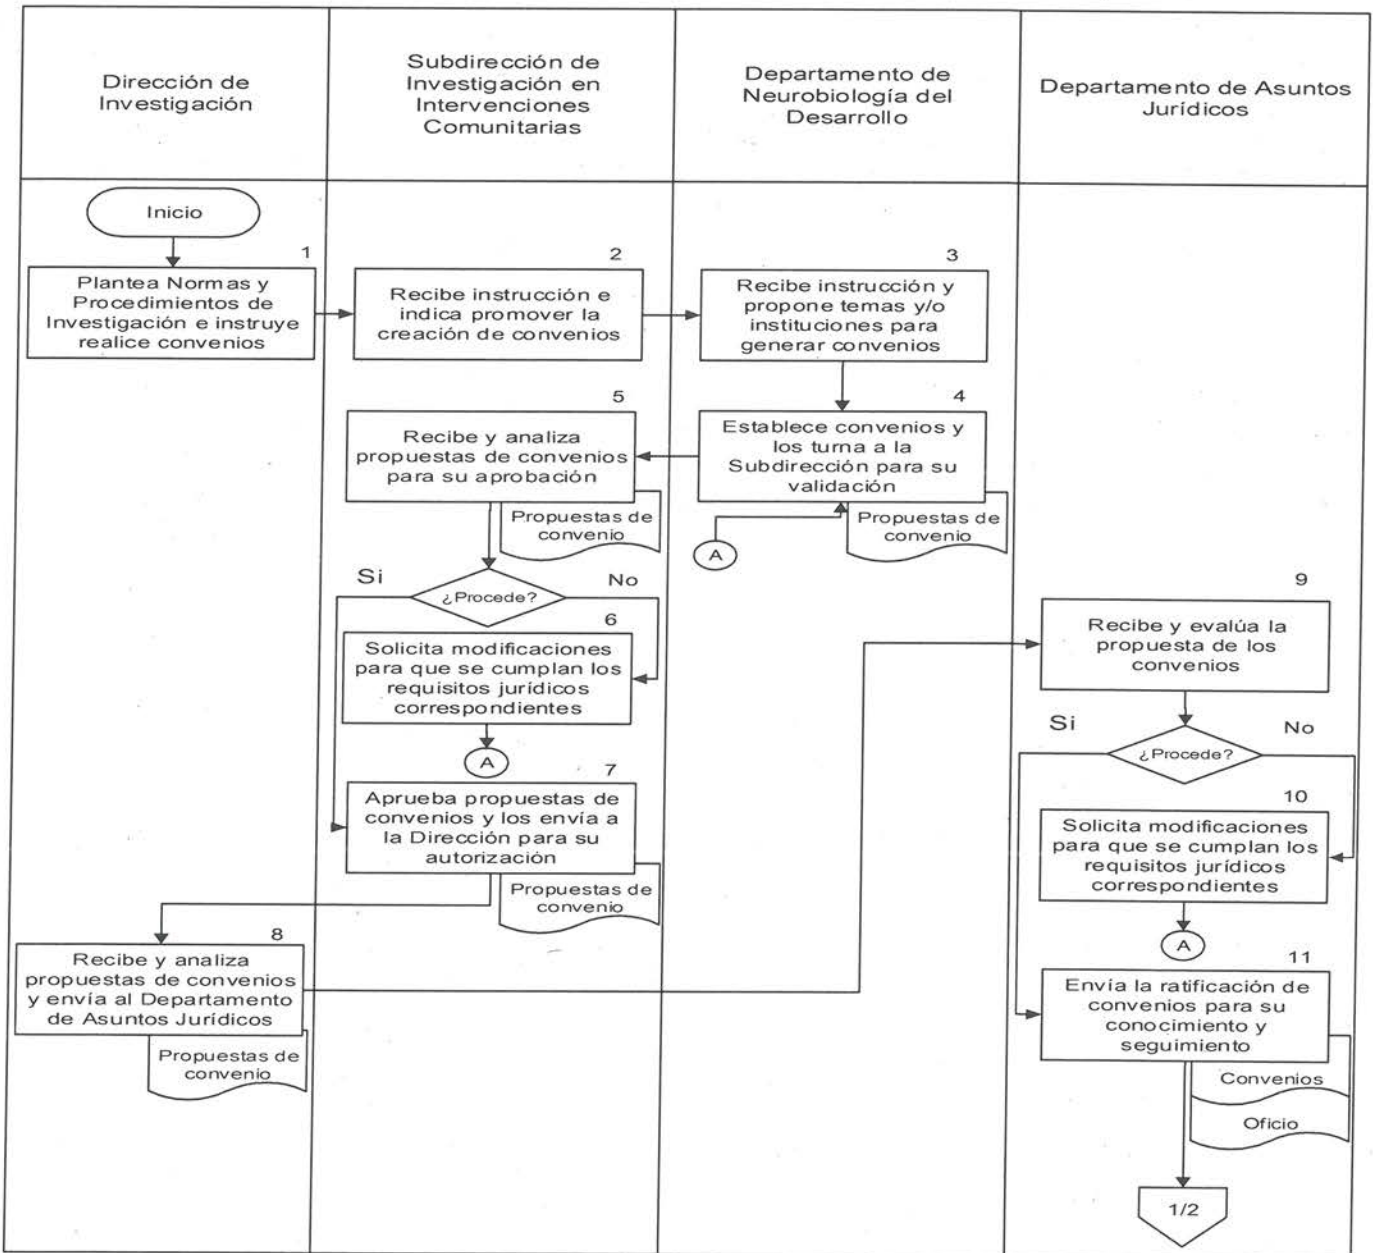 Dirección de
Investigación
Subdirección de
Investigación en
Intervenciones
Comunitarias
Departamento de
Neurobiología del
Desarrollo
Departamento de Asuntos
Jurídicos
Inicio
1
Plantea Normas y
Procedimientos de
Investigación e instruye
realice convenios
2
Recibe instrucción e
indica promover la
creación de convenios
3
Recibe instrucción y
propone temas y/o
instituciones para
generar convenios
4
Establece convenios y
los turna a la
Subdirección para su
validación
Propuestas de
convenio
A
5
Recibe y analiza
propuestas de convenios
para su aprobación
Propuestas de
convenio
Si
¿Procede?
No
6
Solicita modificaciones
para que se cumplan los
requisitos jurídicos
correspondientes
A
7
Aprueba propuestas de
convenios y los envía a
la Dirección para su
autorización
Propuestas de
convenio
8
Recibe y analiza
propuestas de convenios
y envía al Departamento
de Asuntos Jurídicos
Propuestas de
convenio
9
Recibe y evalúa la
propuesta de los
convenios
Si
¿Procede?
No
10
Solicita modificaciones
para que se cumplan los
requisitos jurídicos
correspondientes
A
11
Envía la ratificación de
convenios para su
conocimiento y
seguimiento
Convenios
Oficio
1/2